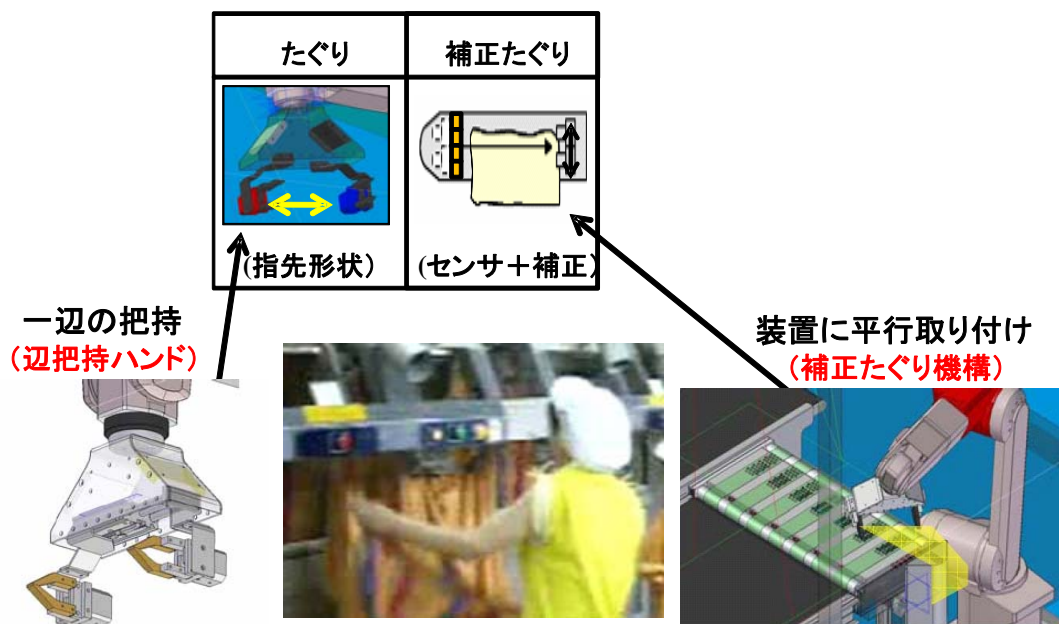 たぐり
補正たぐり
(指先形状)
(センサ＋補正)
一辺の把持
(辺把持ハンド)
装置に平行取り付け
(補正たぐり機構)